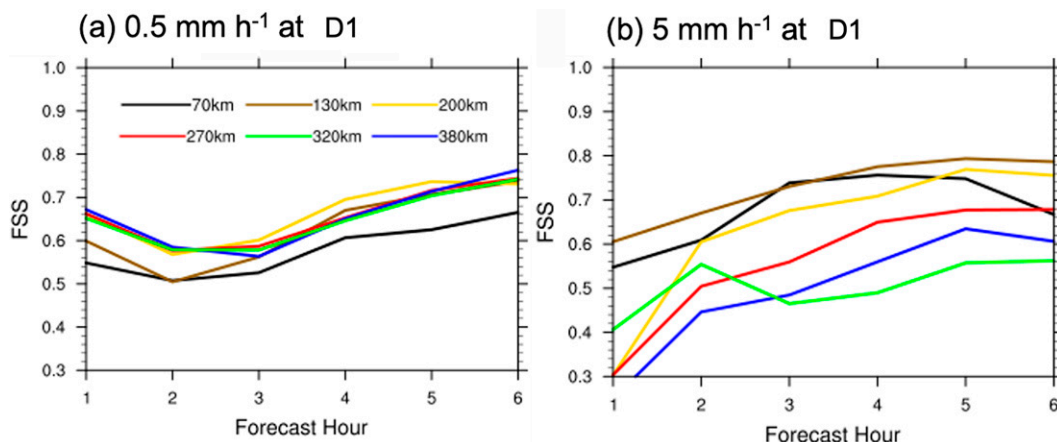 (a) 0.5 mm h-1 at D1
1.0
0.9
0.8
0.7
0.6
0.5
0.4
0.3
FSS
70km 130km 200km
270km 320km 380km
1 2 3 4 5 6
Forecast Hour
(b) 5 mm h-1 at D1
1.0
0.9
0.8
0.7
0.6
0.5
0.4
0.3
FSS
1 2 3 4 5 6
Forecast Hour